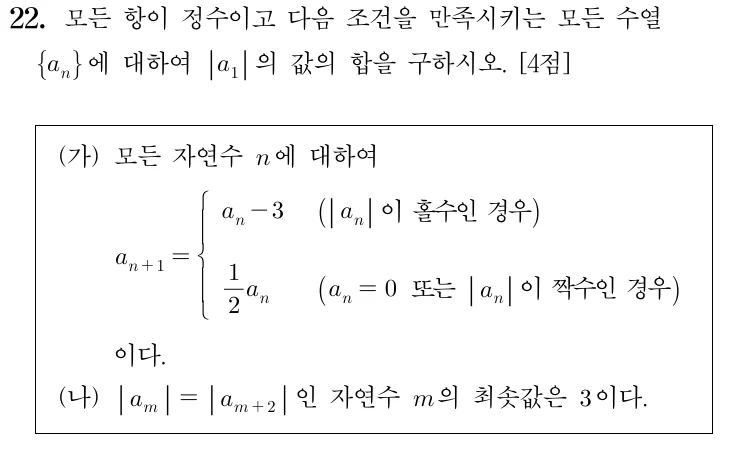 22. 모든 항이 정수이고 다음 조건을 만족시키는 모든 수열
{aₙ}에 대하여 |a₁|의 값의 합을 구하시오. [4점]
(가) 모든 자연수 n에 대하여
aₙ₊₁ = { aₙ−3 (|aₙ|이 홀수인 경우)
1/2 aₙ (aₙ=0 또는 |aₙ|이 짝수인 경우)
이다.
(나) |aₘ| = |aₘ₊₂|인 자연수 m의 최솟값은 3이다.